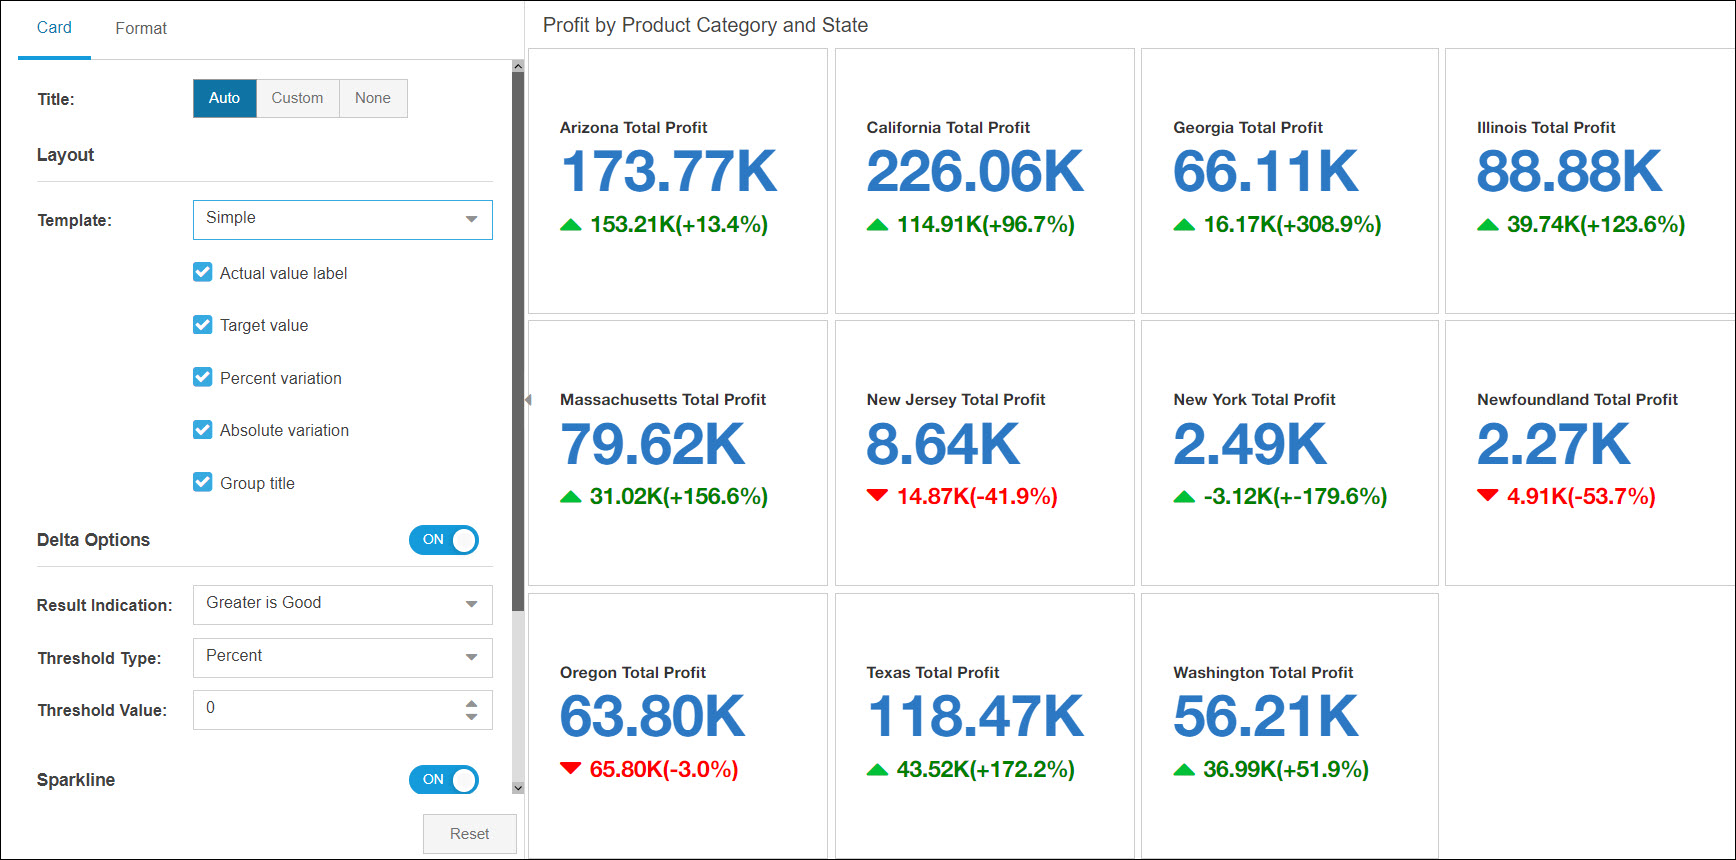 Card Format
Title: Auto Custom None
Layout
Template: Simple
Actual value label
Target value
Percent variation
Absolute variation
Group title
Delta Options ON
Result Indication: Greater is Good
Threshold Type: Percent
Threshold Value: 0
Sparkline ON
Reset
Profit by Product Category and State
Arizona Total Profit
173.77K
153.21K(+13.4%)
California Total Profit
226.06K
114.91K(+96.7%)
Georgia Total Profit
66.11K
16.17K(+308.9%)
Illinois Total Profit
88.88K
39.74K(+123.6%)
Massachusetts Total Profit
79.62K
31.02K(+156.6%)
New Jersey Total Profit
8.64K
14.87K(-41.9%)
New York Total Profit
2.49K
-3.12K(+-179.6%)
Newfoundland Total Profit
2.27K
4.91K(-53.7%)
Oregon Total Profit
63.80K
65.80K(-3.0%)
Texas Total Profit
118.47K
43.52K(+172.2%)
Washington Total Profit
56.21K
36.99K(+51.9%)